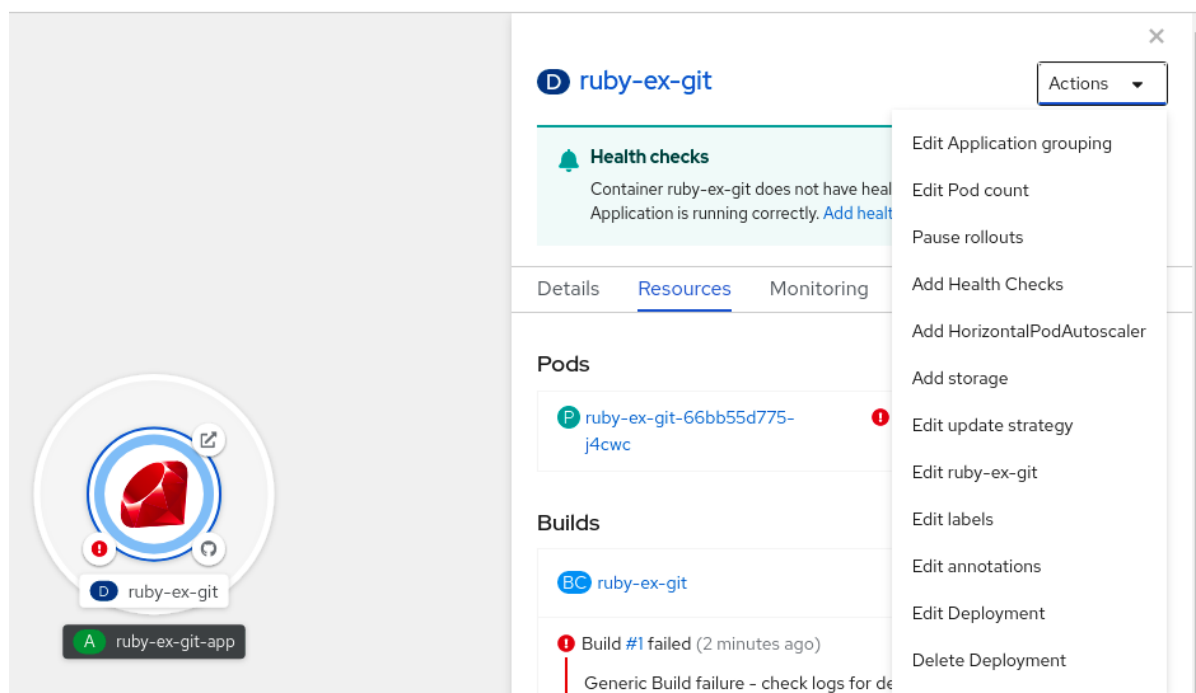 D ruby-ex-git
Actions
Health checks
Container ruby-ex-git does not have heal
Application is running correctly. Add healt
Details Resources Monitoring
Pods
P ruby-ex-git-66bb55d775-
j4cwc
Builds
BC ruby-ex-git
Build #1 failed (2 minutes ago)
Generic Build failure - check logs for de
Edit Application grouping
Edit Pod count
Pause rollouts
Add Health Checks
Add HorizontalPodAutoscaler
Add storage
Edit update strategy
Edit ruby-ex-git
Edit labels
Edit annotations
Edit Deployment
Delete Deployment
D ruby-ex-git
A ruby-ex-git-app